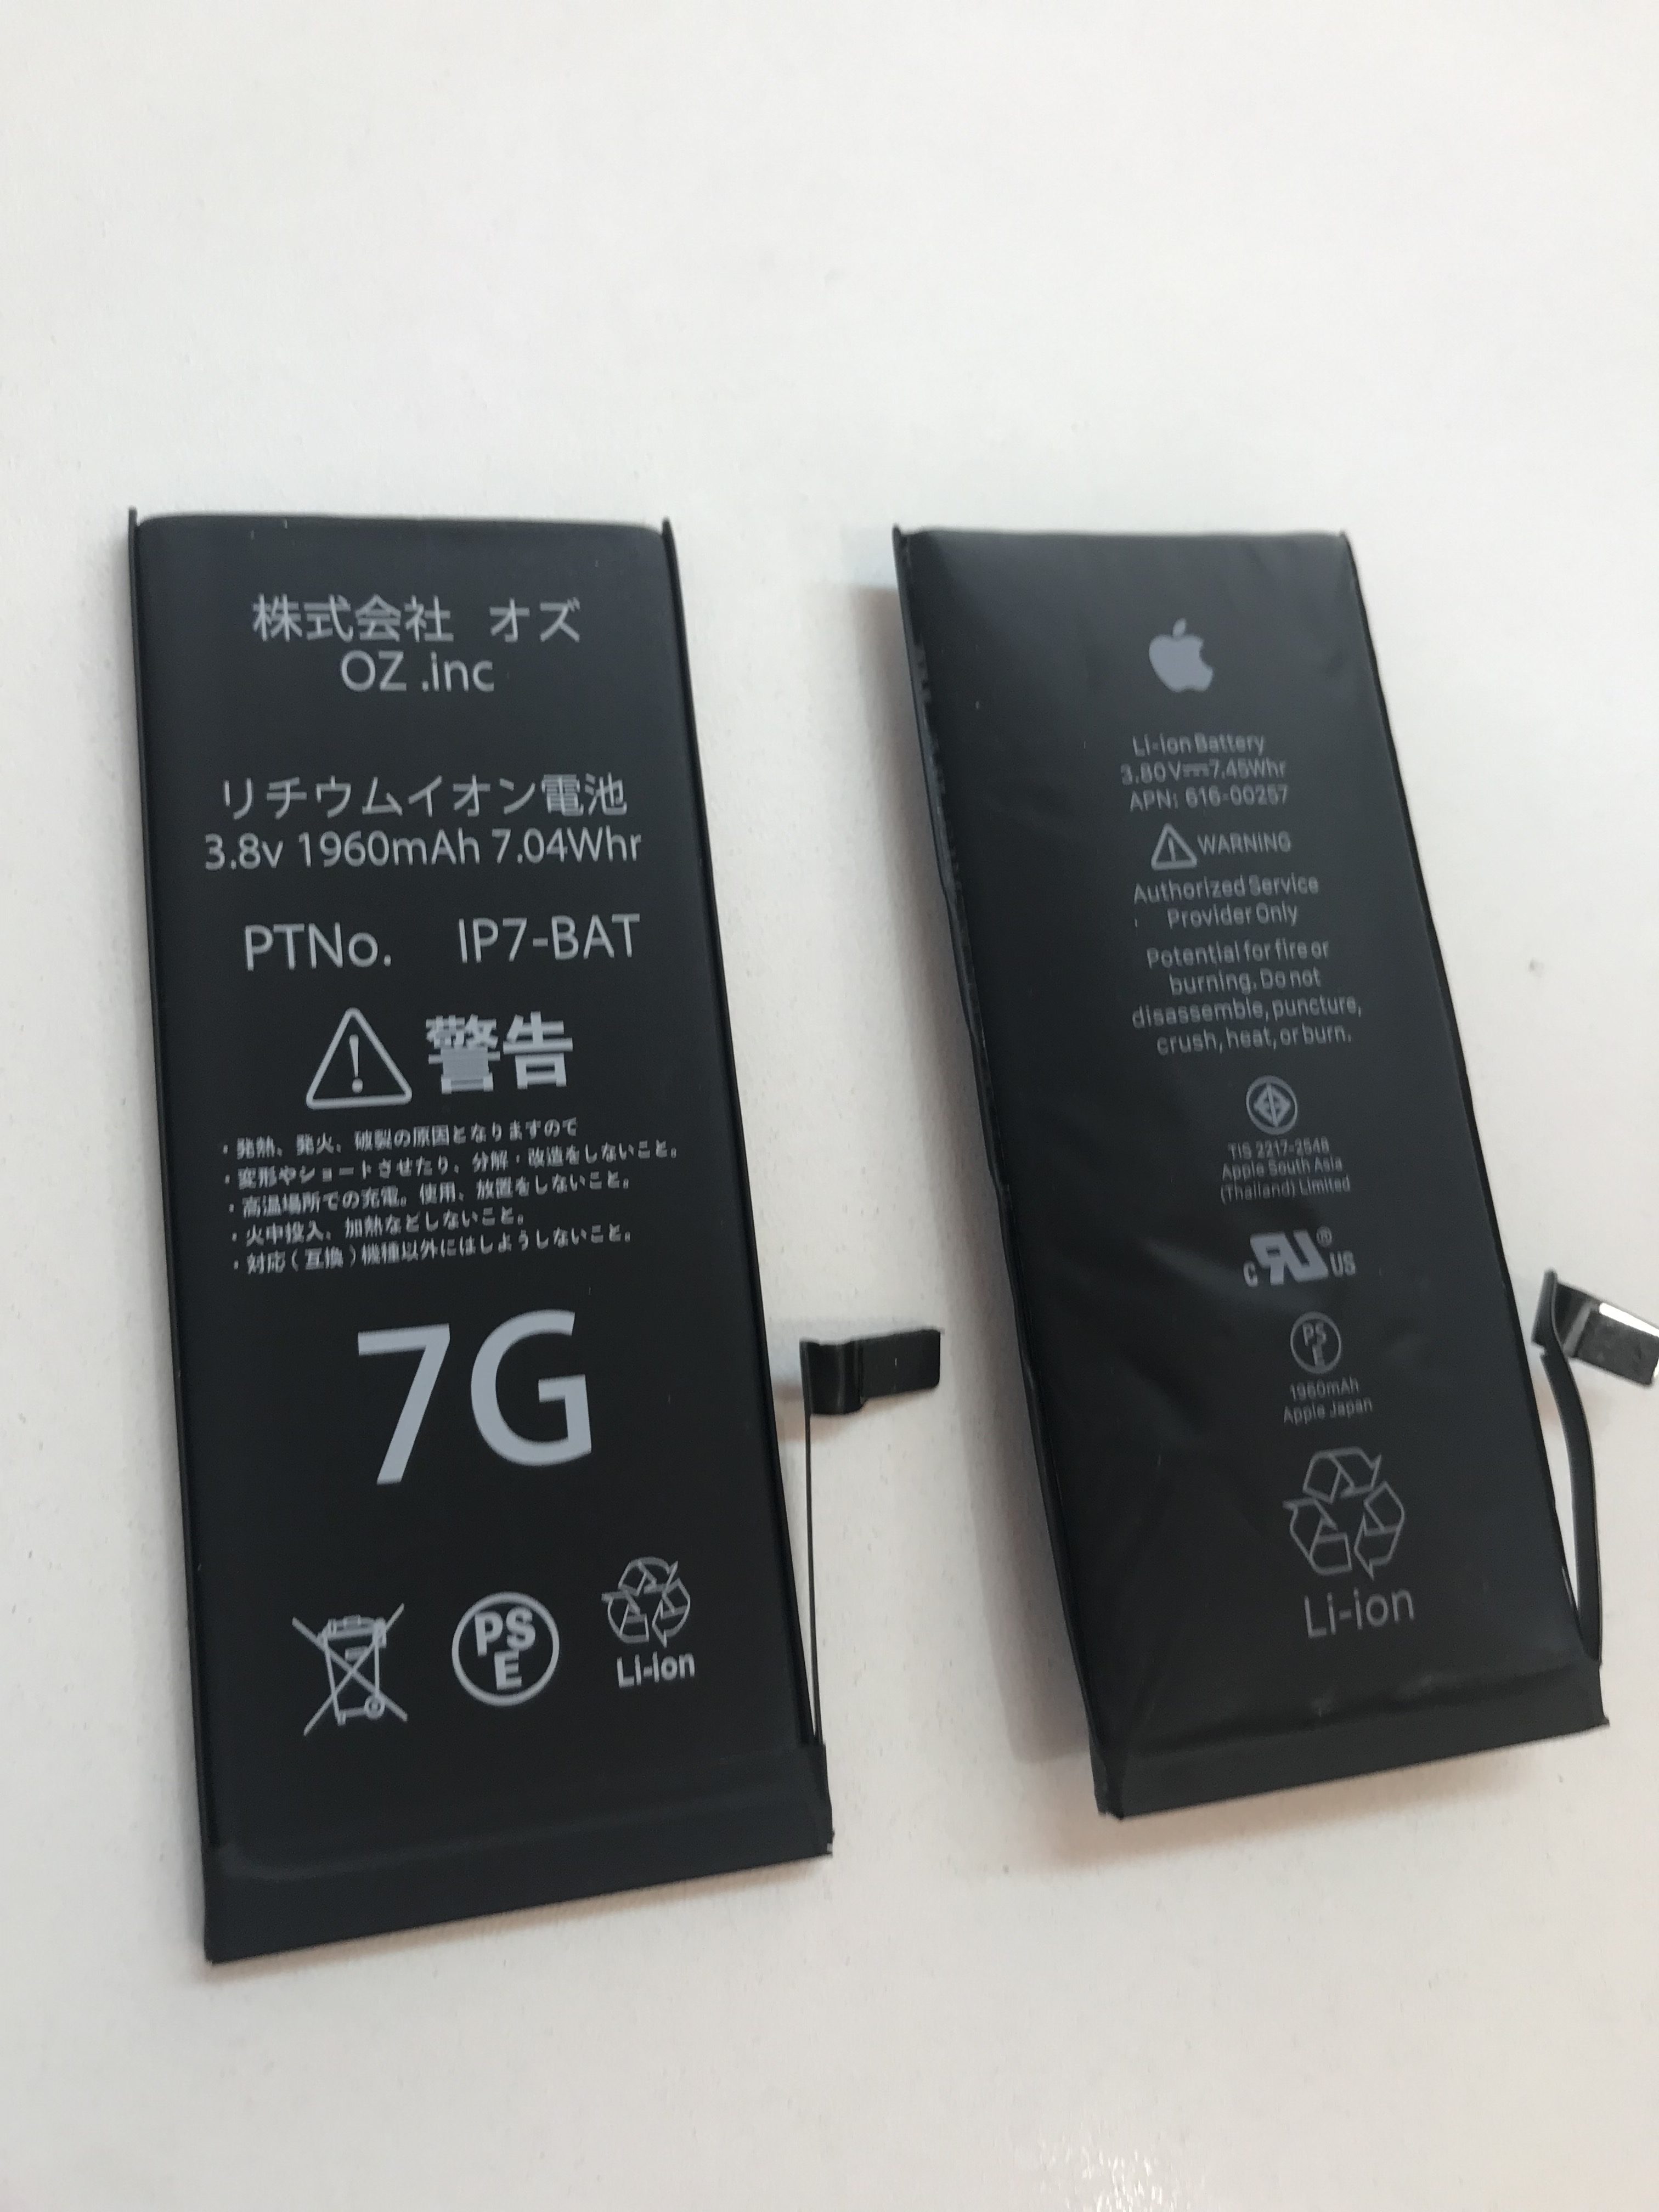 株式会社 オズ
OZ .inc
リチウムイオン電池
3.8v 1960mAh 7.04Whr
PTNo. IP7-BAT
警告
・発熱、発火、破裂の原因となりますので
・変形やショートさせたり、分解・改造をしないこと。
・高温場所での充電。使用、放置をしないこと。
・火中投入、加熱などしないこと。
・対応(互換)機種以外にはしようしないこと。
7G
PS
E
Li-ion
Li-ion Battery
3.80V⎓7.45Whr
APN: 616-00257
WARNING
Authorized Service
Provider Only
Potential for fire or
burning. Do not
disassemble, puncture,
crush, heat, or burn.
TIS 2217-2548
Apple South Asia
(Thailand) Limited
c RU ® US
PS
E
1960mAh
Apple Japan
Li-ion